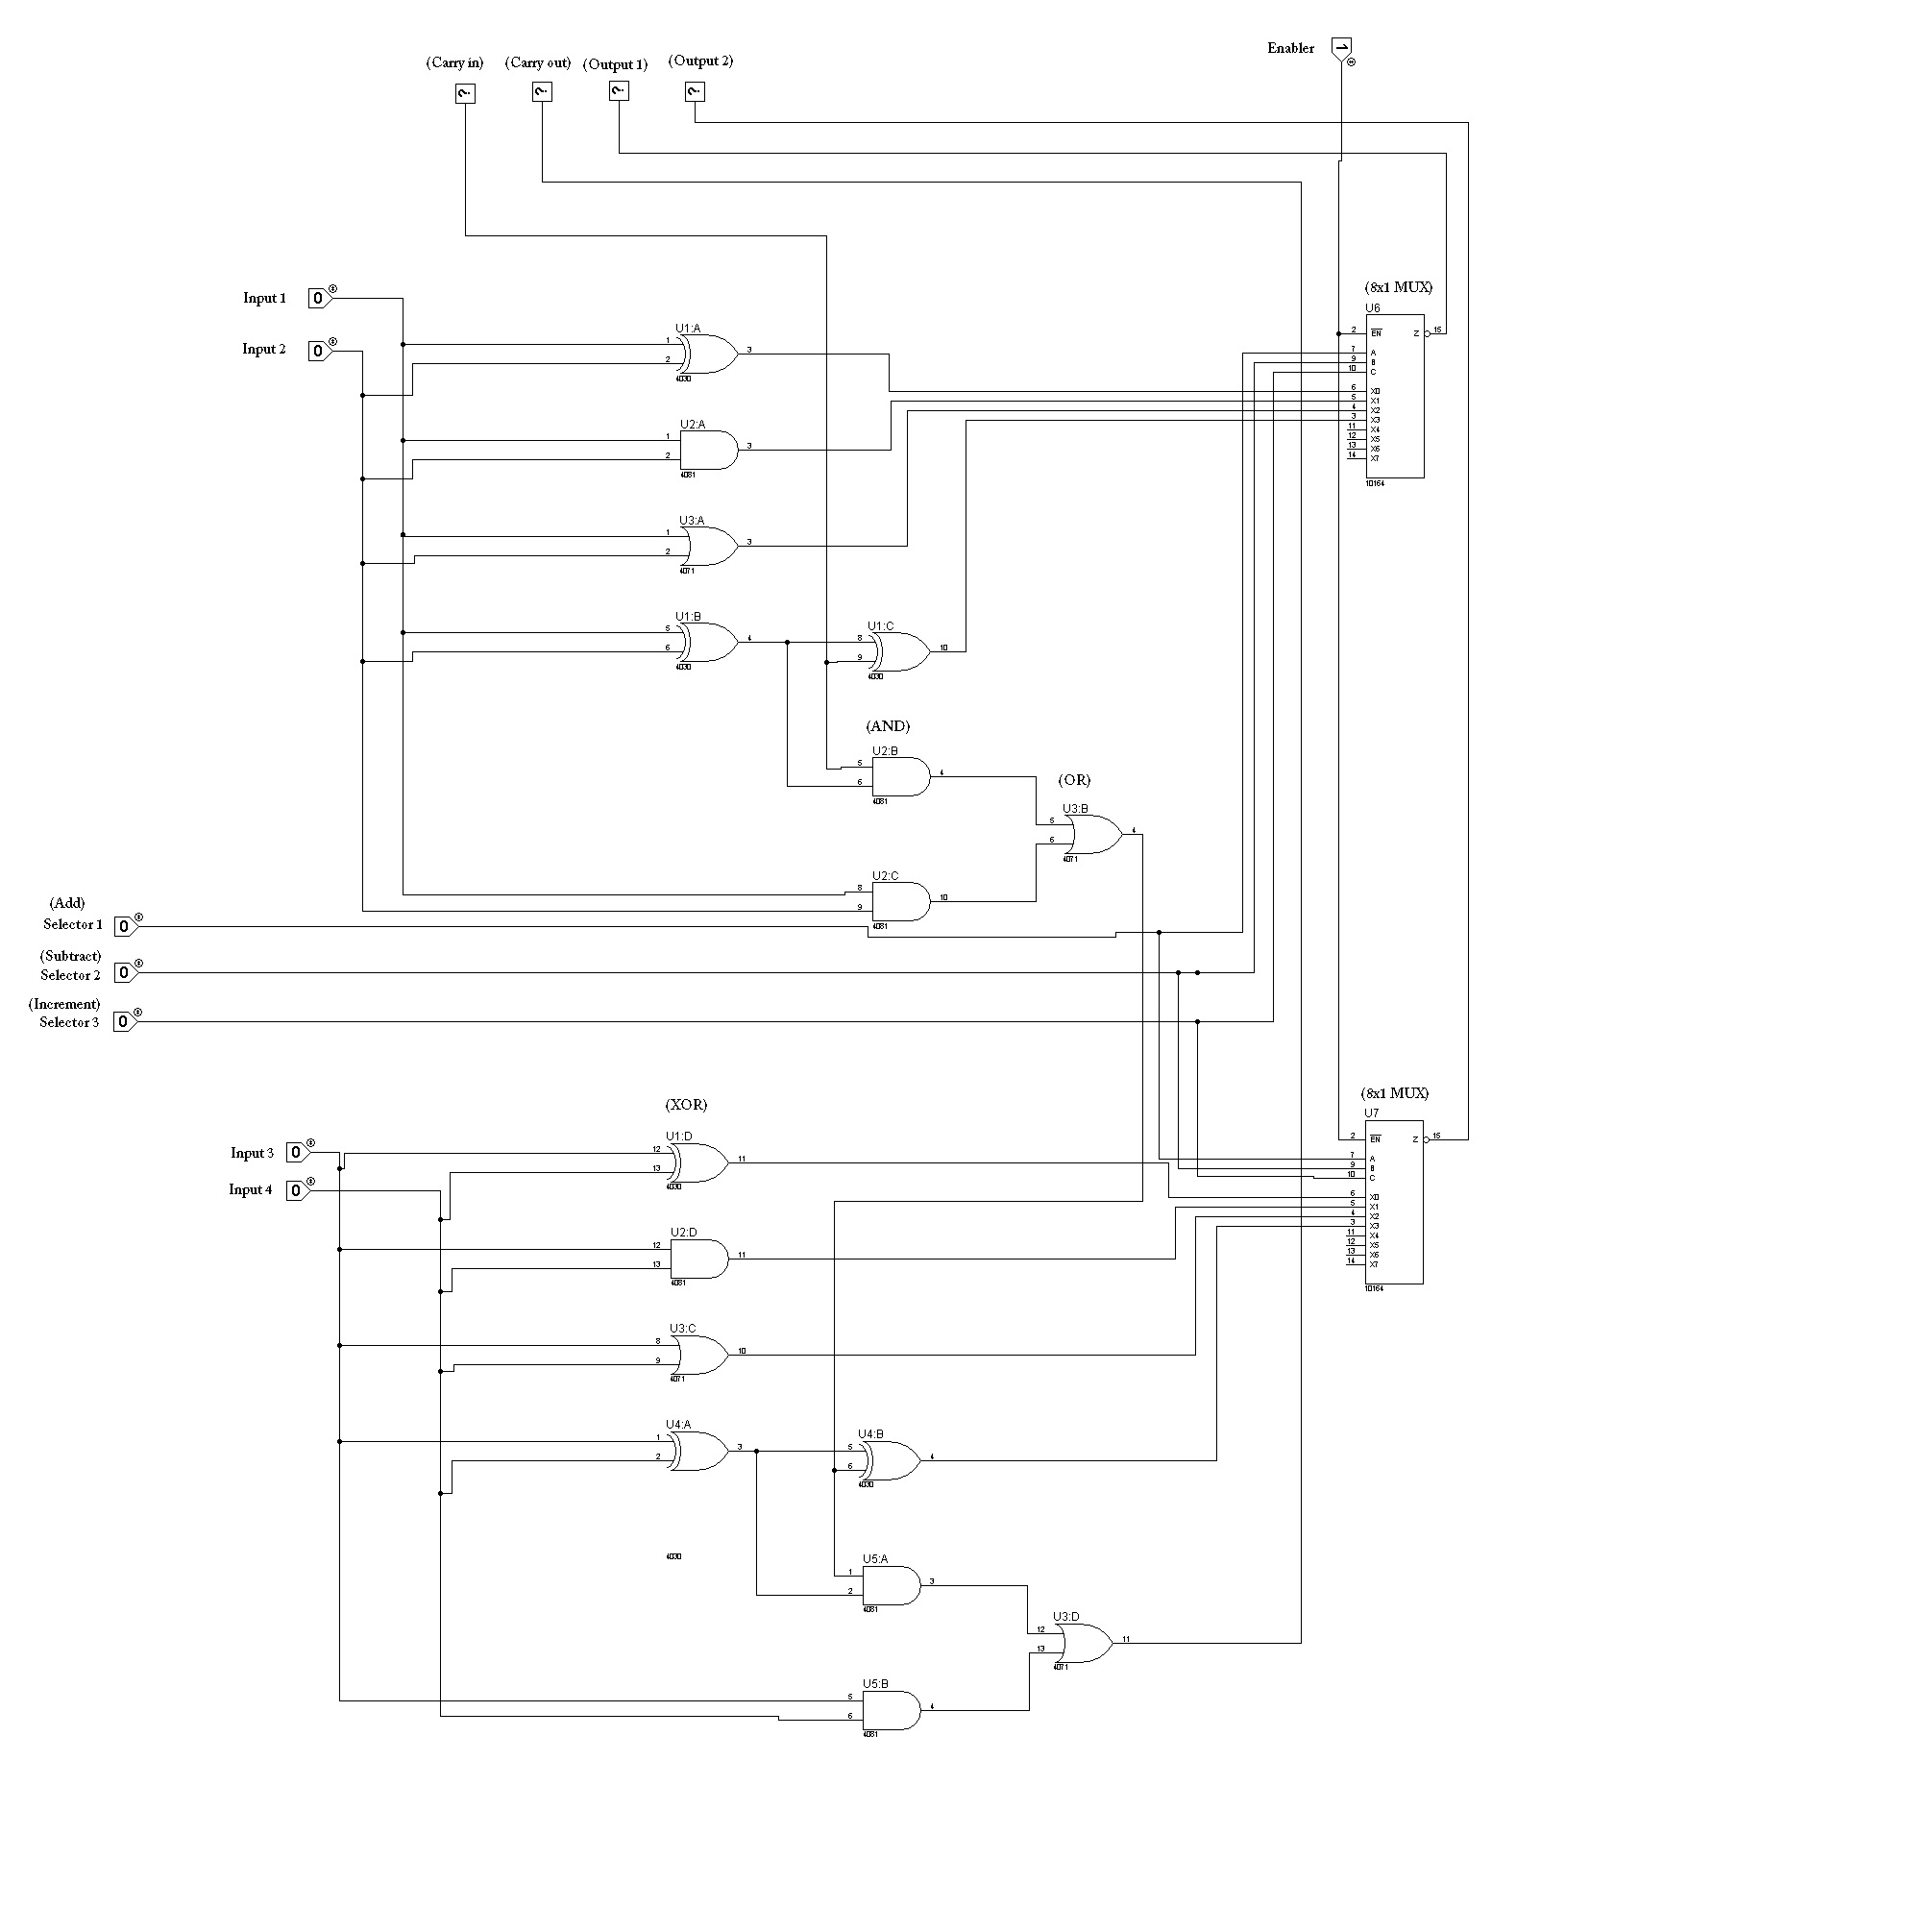 Enabler
1
(Carry in)
(Carry out)
(Output 1)
(Output 2)
?
?
?
?
Input 1
0
Input 2
0
(8x1 MUX)
U6
2 EN Z 15
7 A
9 B
10 C
6 X0
5 X1
4 X2
3 X3
11 X4
12 X5
13 X6
14 X7
10164
U1:A
1
2
3
4030
U2:A
1
2
3
4081
U3:A
1
2
3
4071
U1:B
5
6
4
4030
U1:C
8
9
10
4030
(AND)
U2:B
5
6
4
4081
(OR)
U3:B
5
6
4
4071
U2:C
8
9
10
4081
(Add)
Selector 1
0
(Subtract)
Selector 2
0
(Increment)
Selector 3
0
(8x1 MUX)
U7
2 EN Z 15
7 A
9 B
10 C
6 X0
5 X1
4 X2
3 X3
11 X4
12 X5
13 X6
14 X7
10164
(XOR)
Input 3
0
Input 4
0
U1:D
12
13
11
4030
U2:D
12
13
11
4081
U3:C
8
9
10
4071
U4:A
1
2
3
U4:B
5
6
4
4030
4030
U5:A
1
2
3
4081
U3:D
12
13
11
4071
U5:B
5
6
4
4081